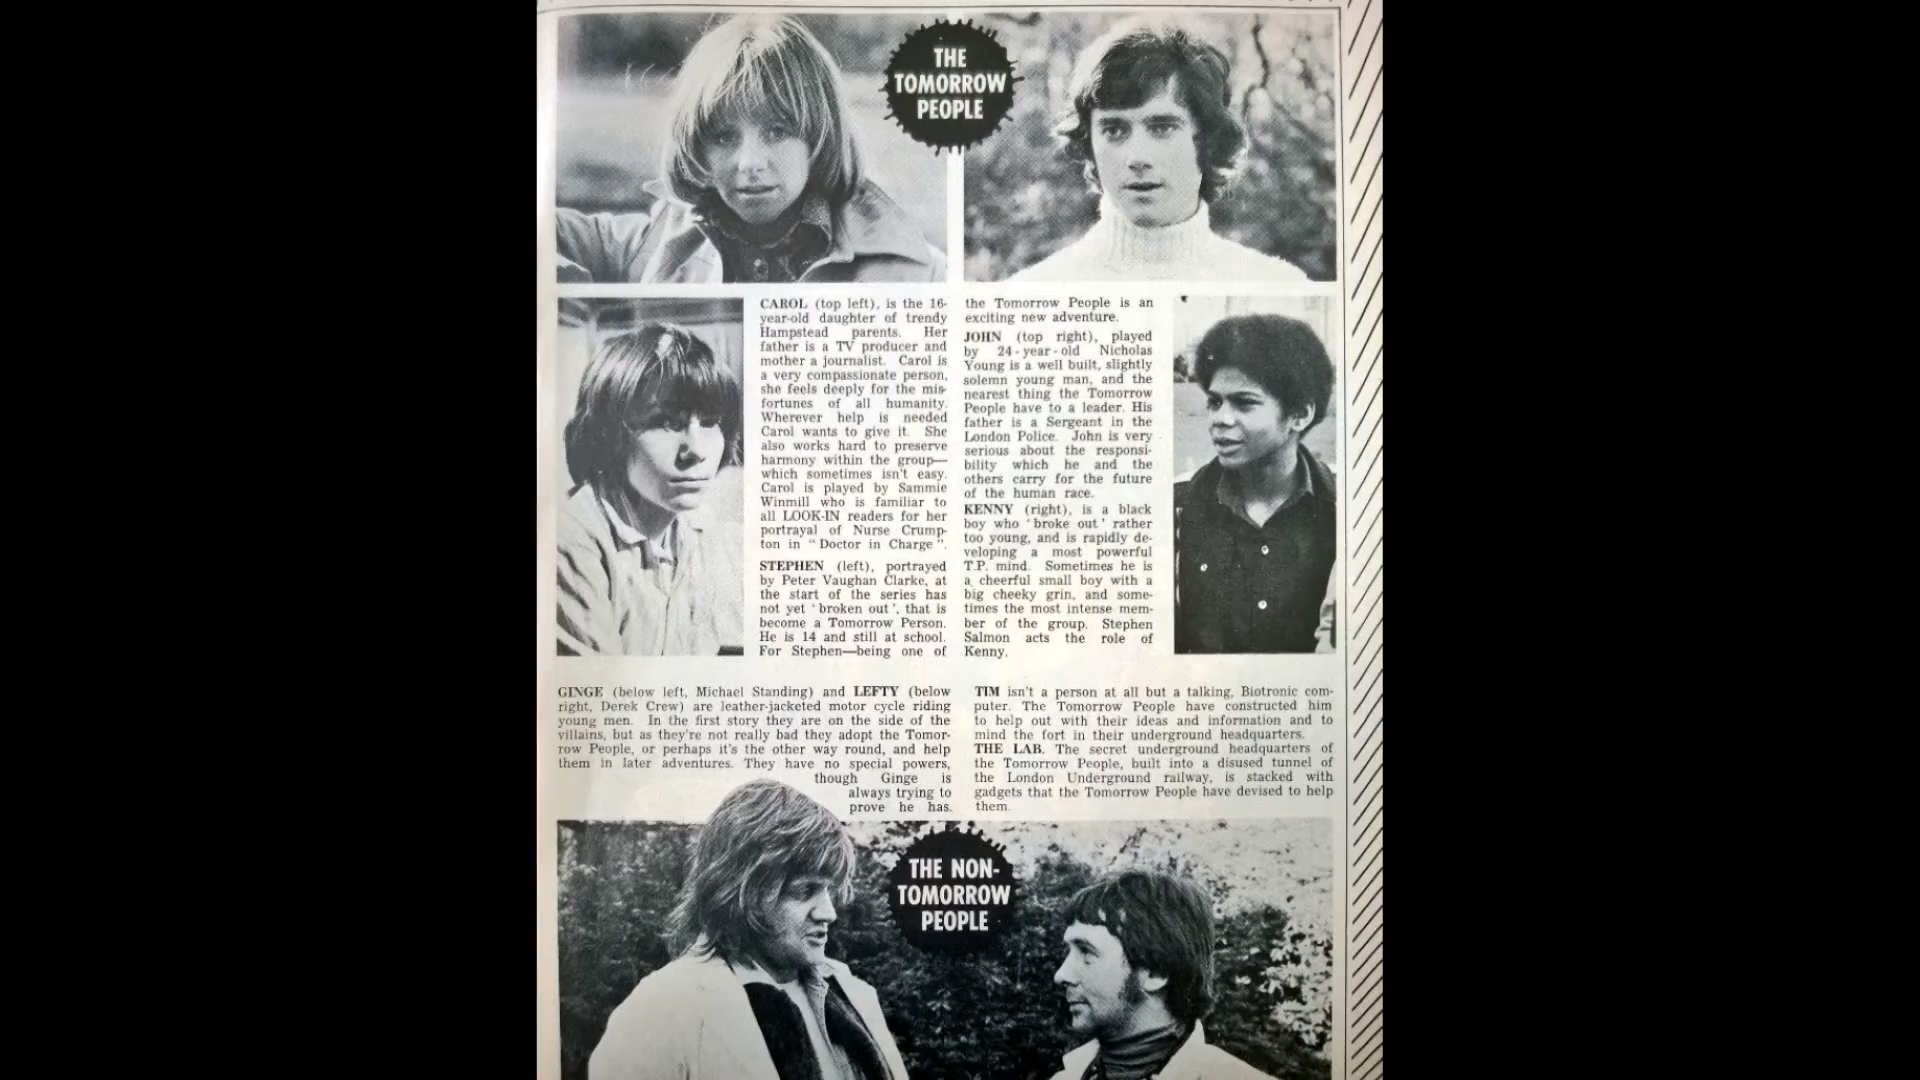 THE
TOMORROW
PEOPLE
CAROL (top left), is the 16-
year-old daughter of trendy
Hampstead parents. Her
father is a TV producer and
mother a journalist. Carol is
a very compassionate person,
she feels deeply for the mis-
fortunes of all humanity.
Wherever help is needed
Carol wants to give it. She
also works hard to preserve
harmony within the group—
which sometimes isn't easy.
Carol is played by Sammie
Winmill who is familiar to
all LOOK-IN readers for her
portrayal of Nurse Crump-
ton in "Doctor in Charge".
STEPHEN (left), portrayed
by Peter Vaughan Clarke, at
the start of the series has
not yet 'broken out', that is
become a Tomorrow Person.
He is 14 and still at school.
For Stephen—being one of
the Tomorrow People is an
exciting new adventure.
JOHN (top right), played
by 24-year-old Nicholas
Young is a well built, slightly
solemn young man, and the
nearest thing the Tomorrow
People have to a leader. His
father is a Sergeant in the
London Police. John is very
serious about the responsi-
bility which he and the
others carry for the future
of the human race.
KENNY (right), is a black
boy who 'broke out' rather
too young, and is rapidly de-
veloping a most powerful
T.P. mind. Sometimes he is
a cheerful small boy with a
big cheeky grin, and some-
times the most intense mem-
ber of the group. Stephen
Salmon acts the role of
Kenny.
GINGE (below left, Michael Standing) and LEFTY (below
right, Derek Crew) are leather-jacketed motor cycle riding
young men. In the first story they are on the side of the
villains, but as they're not really bad they adopt the Tomor-
row People, or perhaps it's the other way round, and help
them in later adventures. They have no special powers,
though Ginge is
always trying to
prove he has.
TIM isn't a person at all but a talking, Biotronic com-
puter. The Tomorrow People have constructed him
to help out with their ideas and information and to
mind the fort in their underground headquarters.
THE LAB. The secret underground headquarters of
the Tomorrow People, built into a disused tunnel of
the London Underground railway, is stacked with
gadgets that the Tomorrow People have devised to help
them.
THE NON-
TOMORROW
PEOPLE